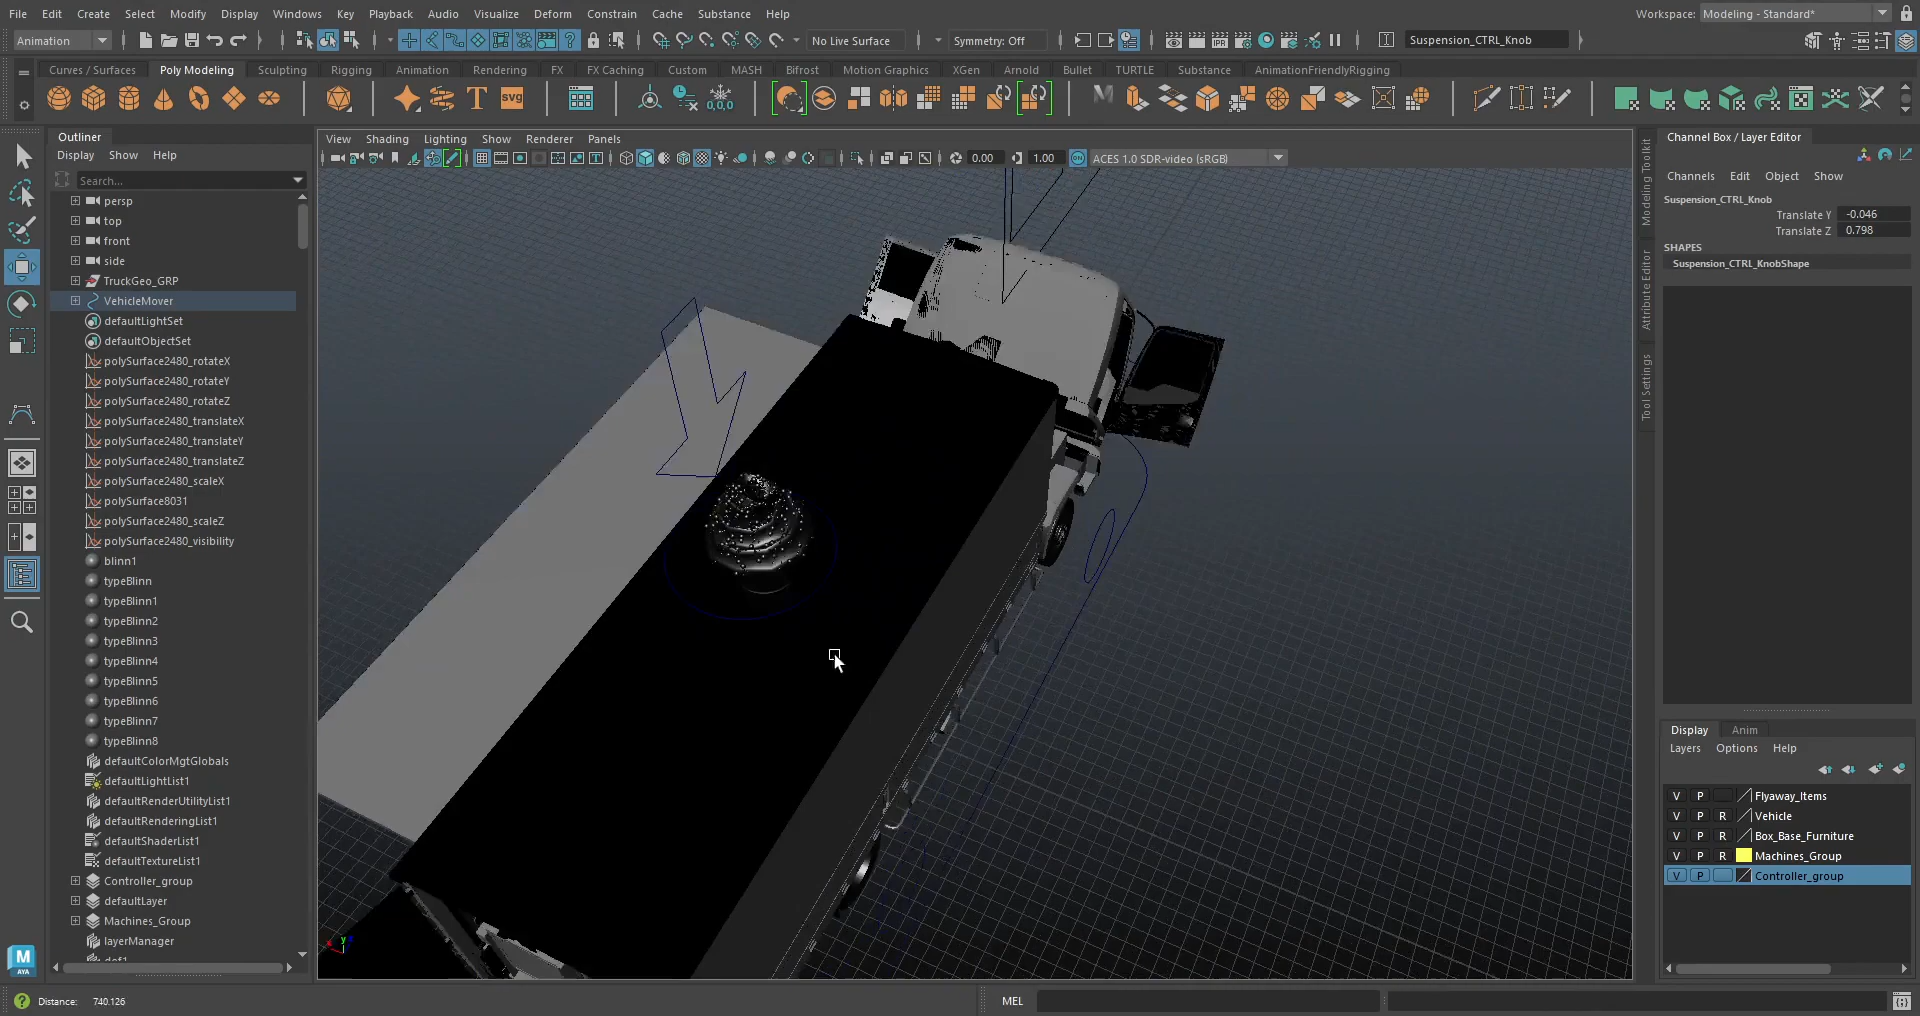 File Edit Create Select Modify Display Windows Key Playback Audio Visualize Deform Constrain Cache Substance Help
Workspace: Modeling - Standard*
Animation
No Live Surface
Symmetry: Off
Suspension_CTRL_Knob
Curves / Surfaces Poly Modeling Sculpting Rigging Animation Rendering FX FX Caching Custom MASH Bifrost Motion Graphics XGen Arnold Bullet TURTLE Substance AnimationFriendlyRigging
T svg 0,0,0
Outliner
Display Show Help
Search...
persp
top
front
side
TruckGeo_GRP
VehicleMover
defaultLightSet
defaultObjectSet
polySurface2480_rotateX
polySurface2480_rotateY
polySurface2480_rotateZ
polySurface2480_translateX
polySurface2480_translateY
polySurface2480_translateZ
polySurface2480_scaleX
polySurface8031
polySurface2480_scaleZ
polySurface2480_visibility
blinn1
typeBlinn
typeBlinn1
typeBlinn2
typeBlinn3
typeBlinn4
typeBlinn5
typeBlinn6
typeBlinn7
typeBlinn8
defaultColorMgtGlobals
defaultLightList1
defaultRenderUtilityList1
defaultRenderingList1
defaultShaderList1
defaultTextureList1
Controller_group
defaultLayer
Machines_Group
layerManager
View Shading Lighting Show Renderer Panels
0.00 1.00 ON ACES 1.0 SDR-video (sRGB)
Modeling Toolkit
Attribute Editor
Tool Settings
Channel Box / Layer Editor
Channels Edit Object Show
Suspension_CTRL_Knob
Translate Y -0.046
Translate Z 0.798
SHAPES
Suspension_CTRL_KnobShape
Display Anim
Layers Options Help
V P Flyaway_Items
V P R Vehicle
V P R Box_Base_Furniture
V P R Machines_Group
V P Controller_group
M
AYA
Distance: 740.126
MEL